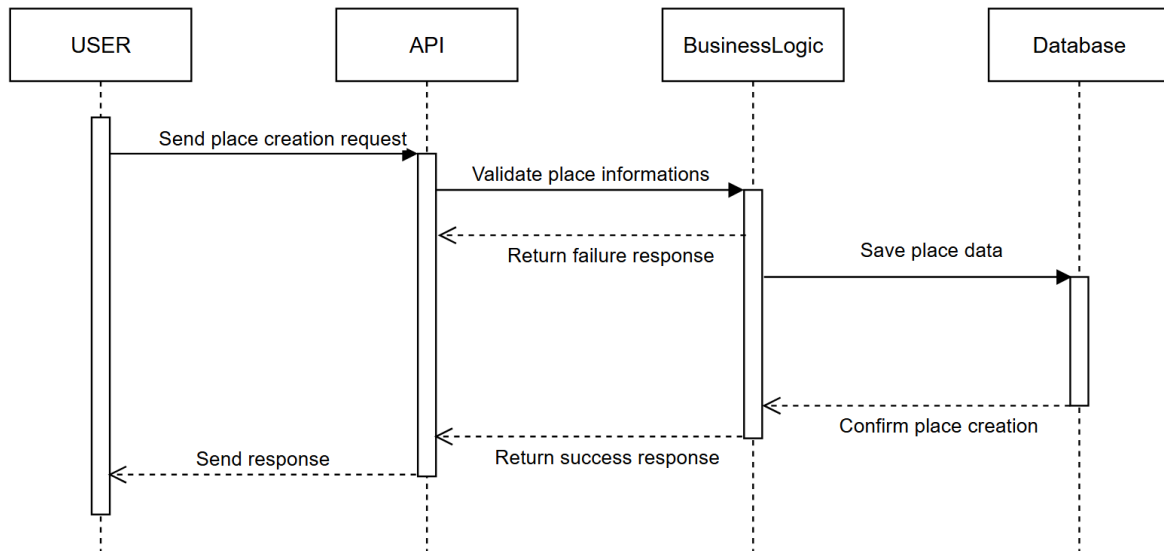 USER
API
BusinessLogic
Database
Send place creation request
Validate place informations
Return failure response
Save place data
Confirm place creation
Return success response
Send response